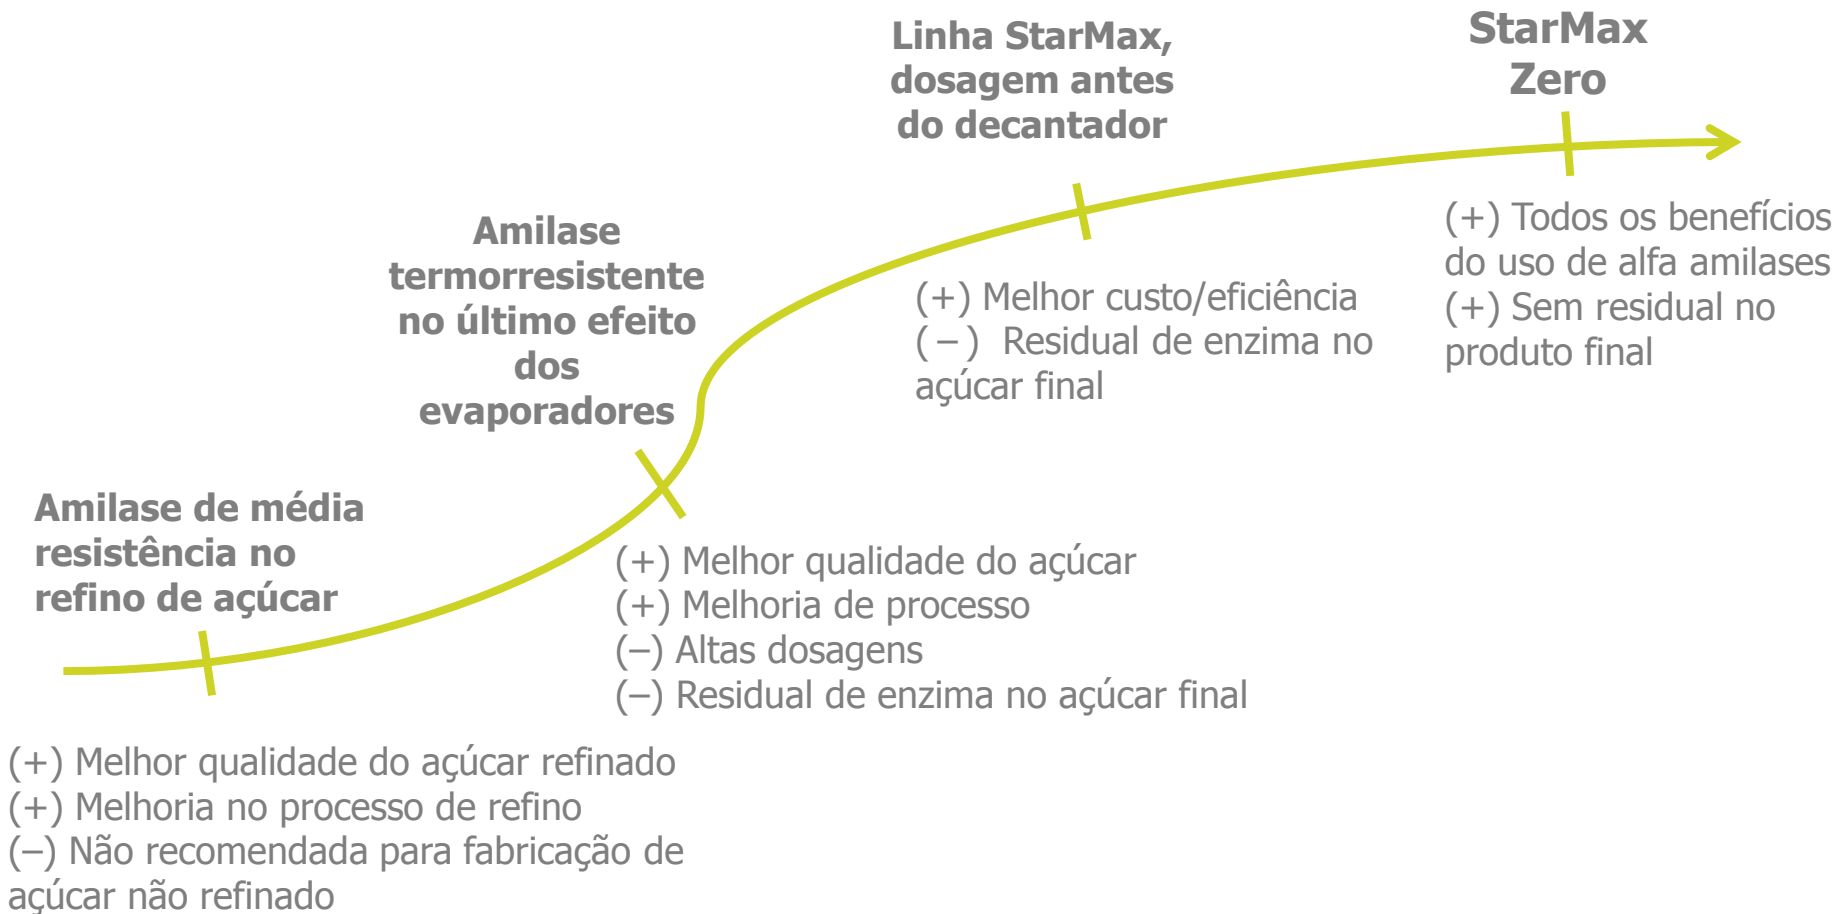 Amilase de média
resistência no
refino de açúcar
(+) Melhor qualidade do açúcar refinado
(+) Melhoria no processo de refino
(–) Não recomendada para fabricação de
açúcar não refinado
Amilase
termorresistente
no último efeito
dos
evaporadores
(+) Melhor qualidade do açúcar
(+) Melhoria de processo
(–) Altas dosagens
(–) Residual de enzima no açúcar final
Linha StarMax,
dosagem antes
do decantador
(+) Melhor custo/eficiência
( – ) Residual de enzima no
açúcar final
StarMax
Zero
(+) Todos os benefícios
do uso de alfa amilases
(+) Sem residual no
produto final